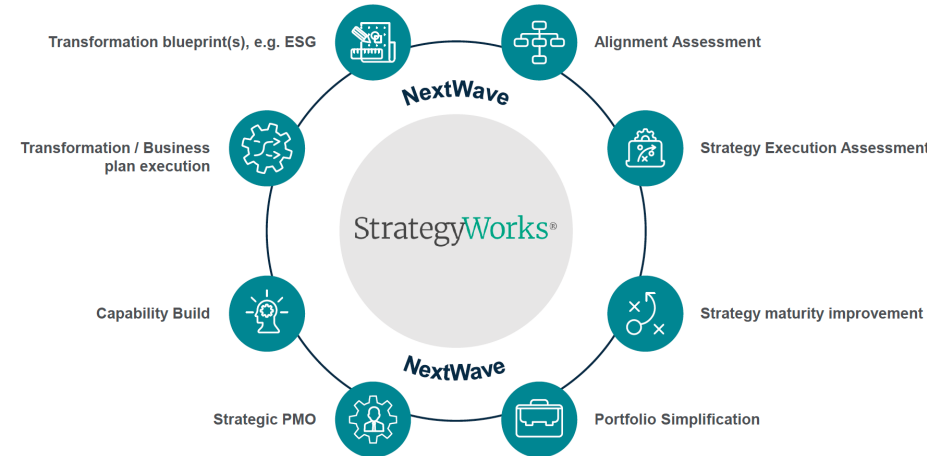 Transformation blueprint(s), e.g. ESG
Alignment Assessment
NextWave
Transformation / Business
plan execution
Strategy Execution Assessment
StrategyWorks®
Capability Build
Strategy maturity improvement
NextWave
Strategic PMO
Portfolio Simplification